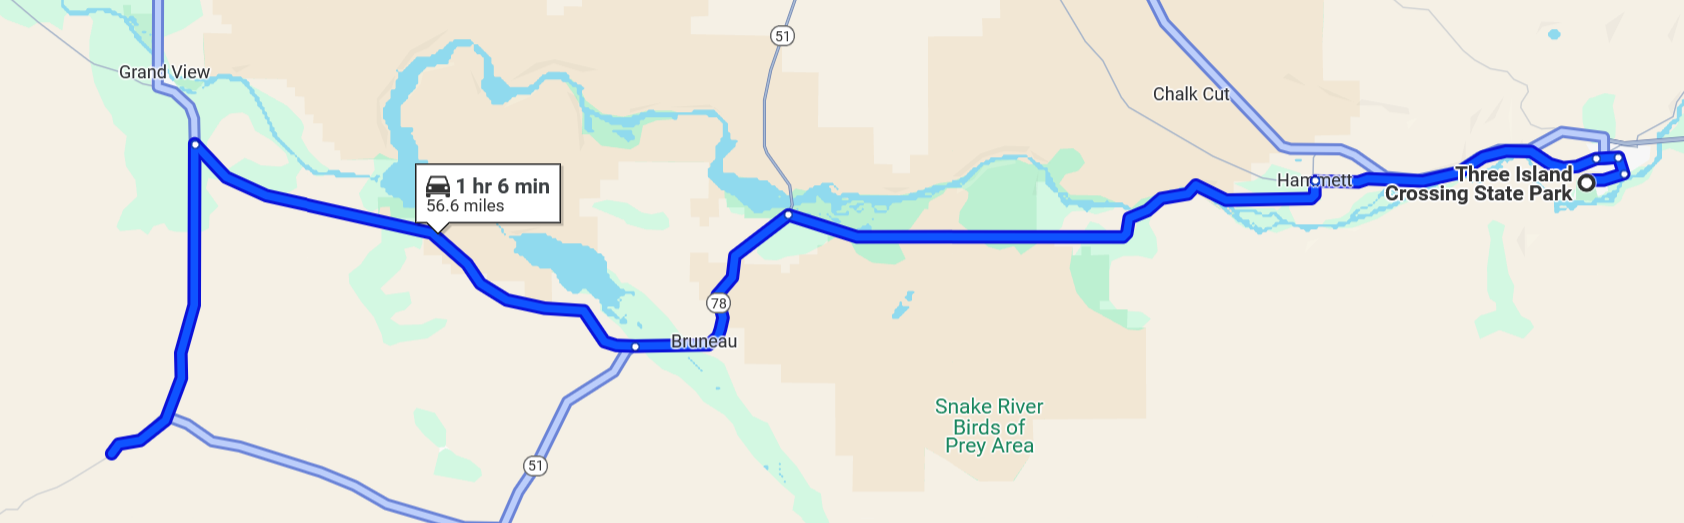 51
Grand View
Chalk Cut
1 hr 6 min
56.6 miles
Hammett
Three Island
Crossing State Park
78
Bruneau
Snake River
Birds of
Prey Area
51